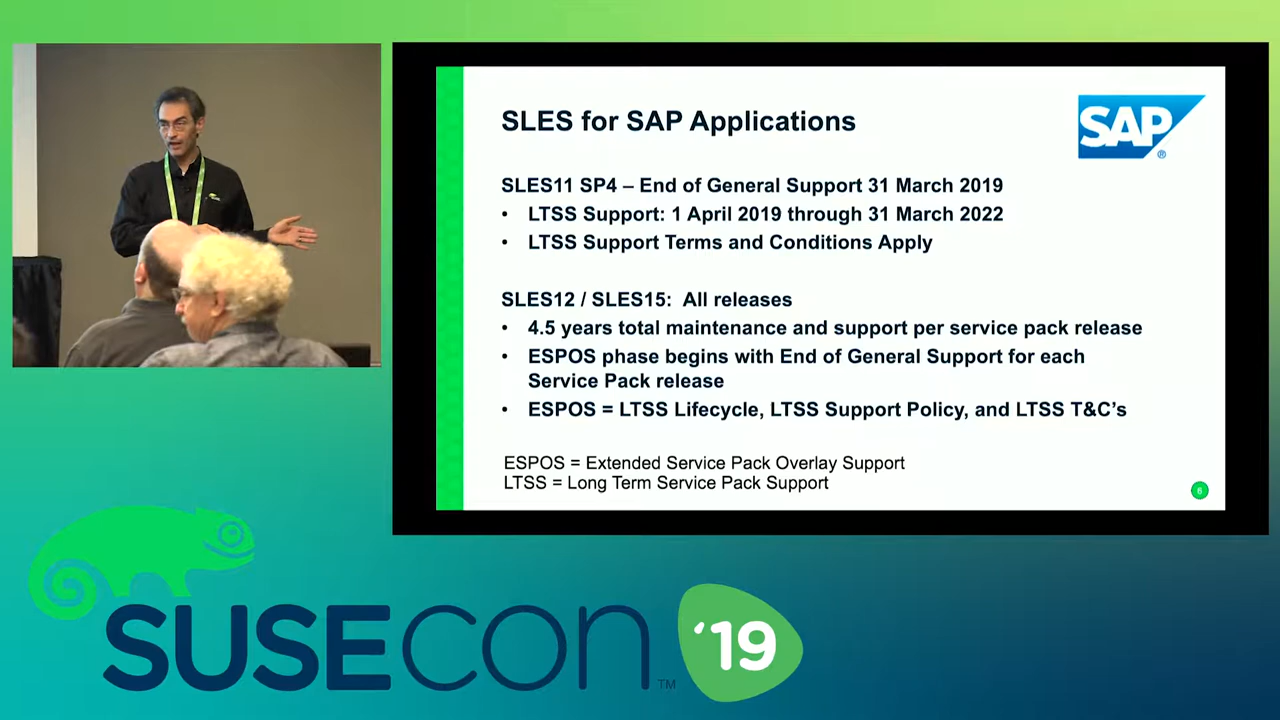 SLES for SAP Applications
SAP
®
SLES11 SP4 – End of General Support 31 March 2019
• LTSS Support: 1 April 2019 through 31 March 2022
• LTSS Support Terms and Conditions Apply
SLES12 / SLES15: All releases
• 4.5 years total maintenance and support per service pack release
• ESPOS phase begins with End of General Support for each
Service Pack release
• ESPOS = LTSS Lifecycle, LTSS Support Policy, and LTSS T&C’s
ESPOS = Extended Service Pack Overlay Support
LTSS = Long Term Service Pack Support
6
SUSECON ’19
TM